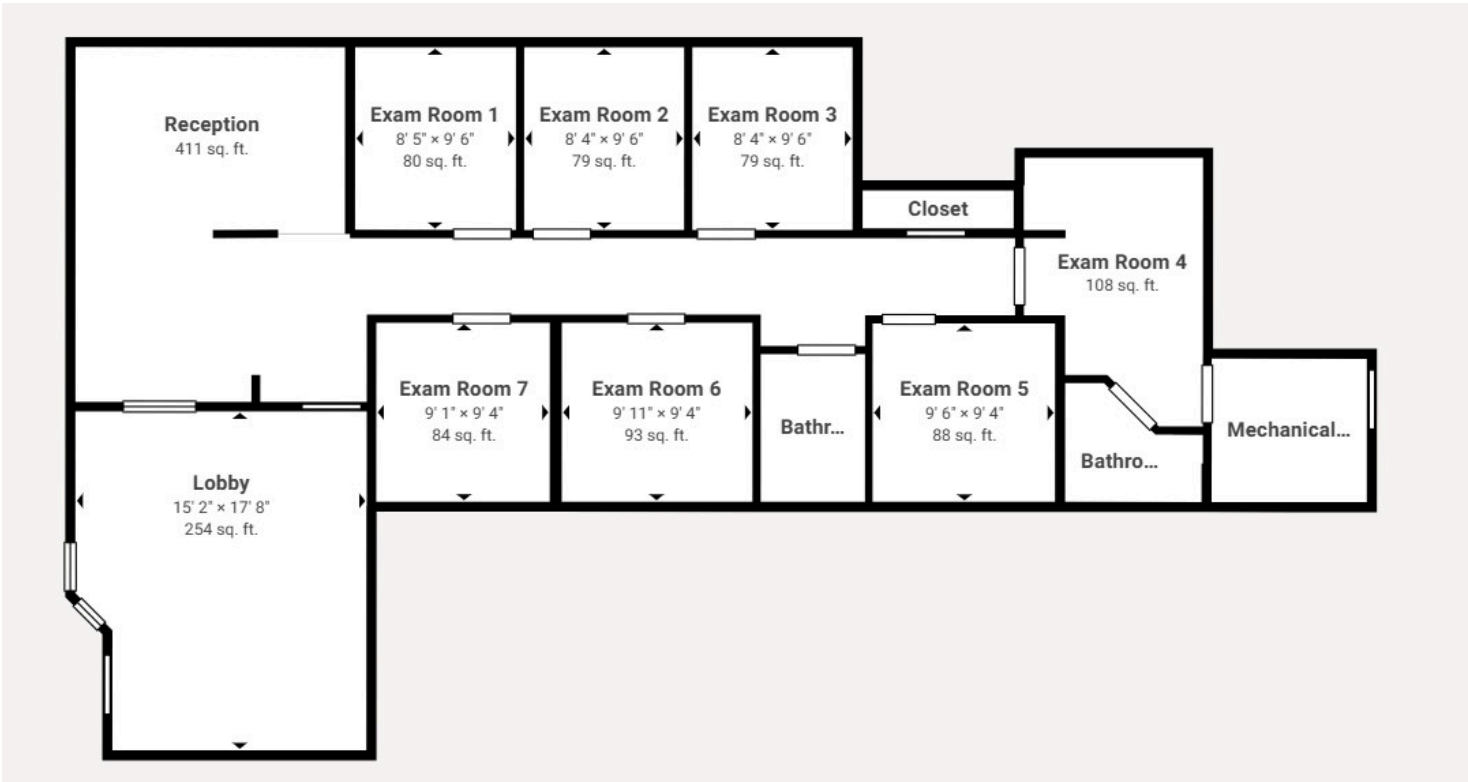 Reception
411 sq. ft.
Exam Room 1
8' 5" × 9' 6"
80 sq. ft.
Exam Room 2
8' 4" × 9' 6"
79 sq. ft.
Exam Room 3
8' 4" × 9' 6"
79 sq. ft.
Closet
Exam Room 4
108 sq. ft.
Exam Room 7
9' 1" × 9' 4"
84 sq. ft.
Exam Room 6
9' 11" × 9' 4"
93 sq. ft.
Bathr...
Exam Room 5
9' 6" × 9' 4"
88 sq. ft.
Bathro...
Mechanical...
Lobby
15' 2" × 17' 8"
254 sq. ft.